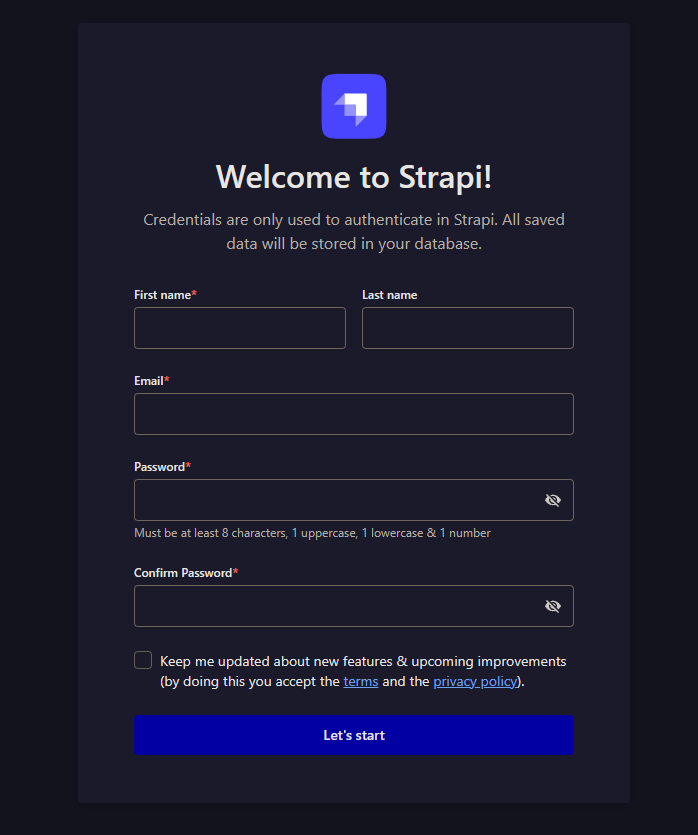 Welcome to Strapi!
Credentials are only used to authenticate in Strapi. All saved
data will be stored in your database.
First name*
Last name
Email*
Password*
Must be at least 8 characters, 1 uppercase, 1 lowercase & 1 number
Confirm Password*
Keep me updated about new features & upcoming improvements
(by doing this you accept the terms and the privacy policy).
Let's start